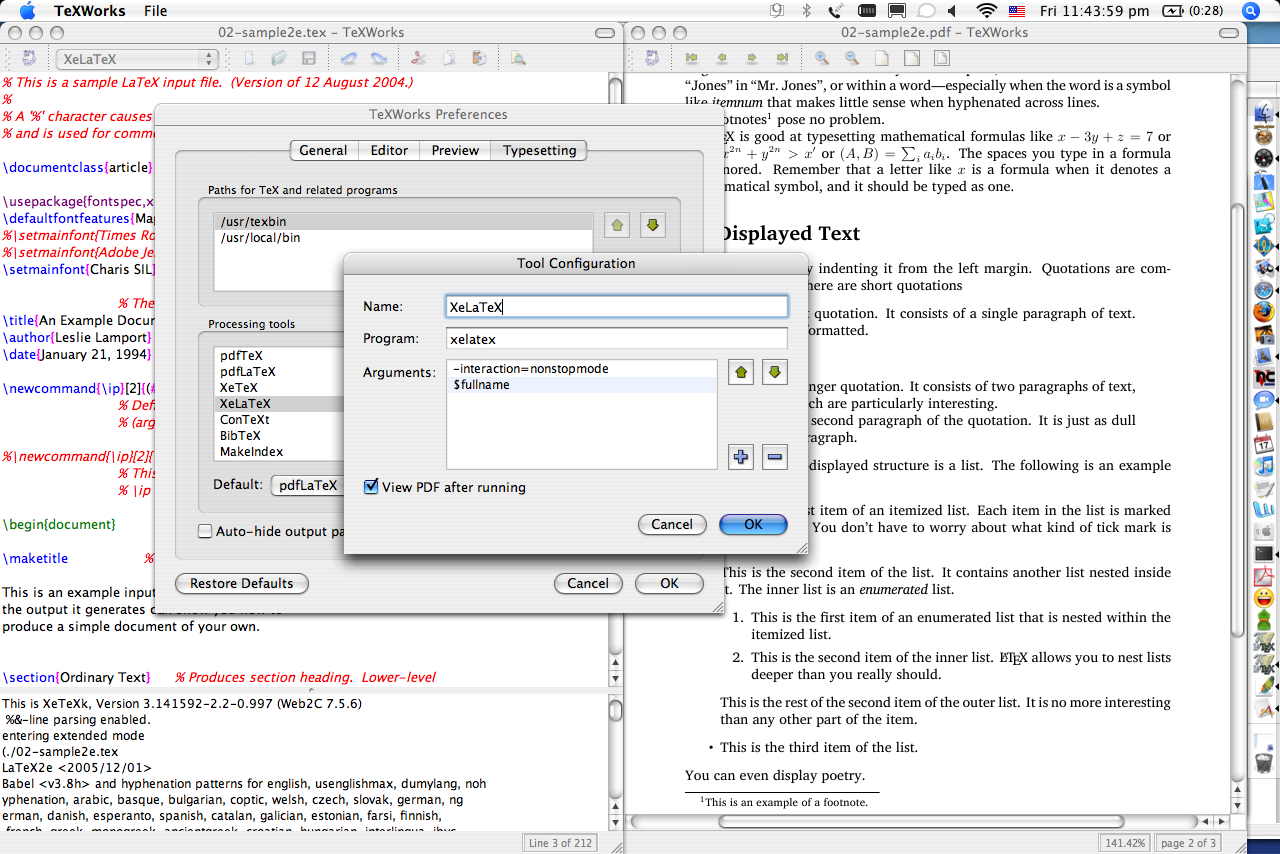 TeXWorks File
Fri 11:43:59 pm (0:28)
02-sample2e.tex - TeXWorks
XeLaTeX
% This is a sample LaTeX input file.  (Version of 12 August 2004.)
%
% A '%' character causes
% and is used for comm
\documentclass{article}
\usepackage{fontspec,x
\defaultfontfeatures{Ma
%\setmainfont{Times Ro
%\setmainfont{Adobe Je
\setmainfont{Charis SIL}
% The
\title{An Example Docu
\author{Leslie Lamport}
\date{January 21, 1994}
\newcommand{\ip}[2]{(#
% Def
% (arg
%\newcommand{\ip}[2]{
% This
% \ip
\begin{document}
\maketitle %
This is an example input
the output it generates can show you how to
produce a simple document of your own.
\section{Ordinary Text} % Produces section heading.  Lower-level
This is XeTeXk, Version 3.141592-2.2-0.997 (Web2C 7.5.6)
%&-line parsing enabled.
entering extended mode
(./02-sample2e.tex
LaTeX2e <2005/12/01>
Babel <v3.8h> and hyphenation patterns for english, usenglishmax, dumylang, noh
yphenation, arabic, basque, bulgarian, coptic, welsh, czech, slovak, german, ng
erman, danish, esperanto, spanish, catalan, galician, estonian, farsi, finnish,
french, greek, monogreek, ancientgreek, croatian, hungarian, interlingua, ibyc
Line 3 of 212
TeXWorks Preferences
General Editor Preview Typesetting
Paths for TeX and related programs
/usr/texbin
/usr/local/bin
Processing tools
pdfTeX
pdfLaTeX
XeTeX
XeLaTeX
ConTeXt
BibTeX
MakeIndex
Default: pdfLaTeX
Auto-hide output pa
Restore Defaults Cancel OK
Tool Configuration
Name: XeLaTeX
Program: xelatex
Arguments: -interaction=nonstopmode
$fullname
View PDF after running
Cancel OK
02-sample2e.pdf - TeXWorks
“Jones” in “Mr. Jones”, or within a word—especially when the word is a symbol
like itemnum that makes little sense when hyphenated across lines.
otnotes1 pose no problem.
X is good at typesetting mathematical formulas like x − 3y + z = 7 or
x2n + y2n > x′ or (A, B) = ∑i aibi. The spaces you type in a formula
nored. Remember that a letter like x is a formula when it denotes a
matical symbol, and it should be typed as one.
Displayed Text
y indenting it from the left margin. Quotations are com-
here are short quotations
t quotation. It consists of a single paragraph of text.
ormatted.
nger quotation. It consists of two paragraphs of text,
ch are particularly interesting.
second paragraph of the quotation. It is just as dull
ragraph.
displayed structure is a list. The following is an example
t item of an itemized list. Each item in the list is marked
You don’t have to worry about what kind of tick mark is
This is the second item of the list. It contains another list nested inside
t. The inner list is an enumerated list.
1. This is the first item of an enumerated list that is nested within the
itemized list.
2. This is the second item of the inner list. LATEX allows you to nest lists
deeper than you really should.
This is the rest of the second item of the outer list. It is no more interesting
than any other part of the item.
• This is the third item of the list.
You can even display poetry.
1This is an example of a footnote.
141.42% page 2 of 3